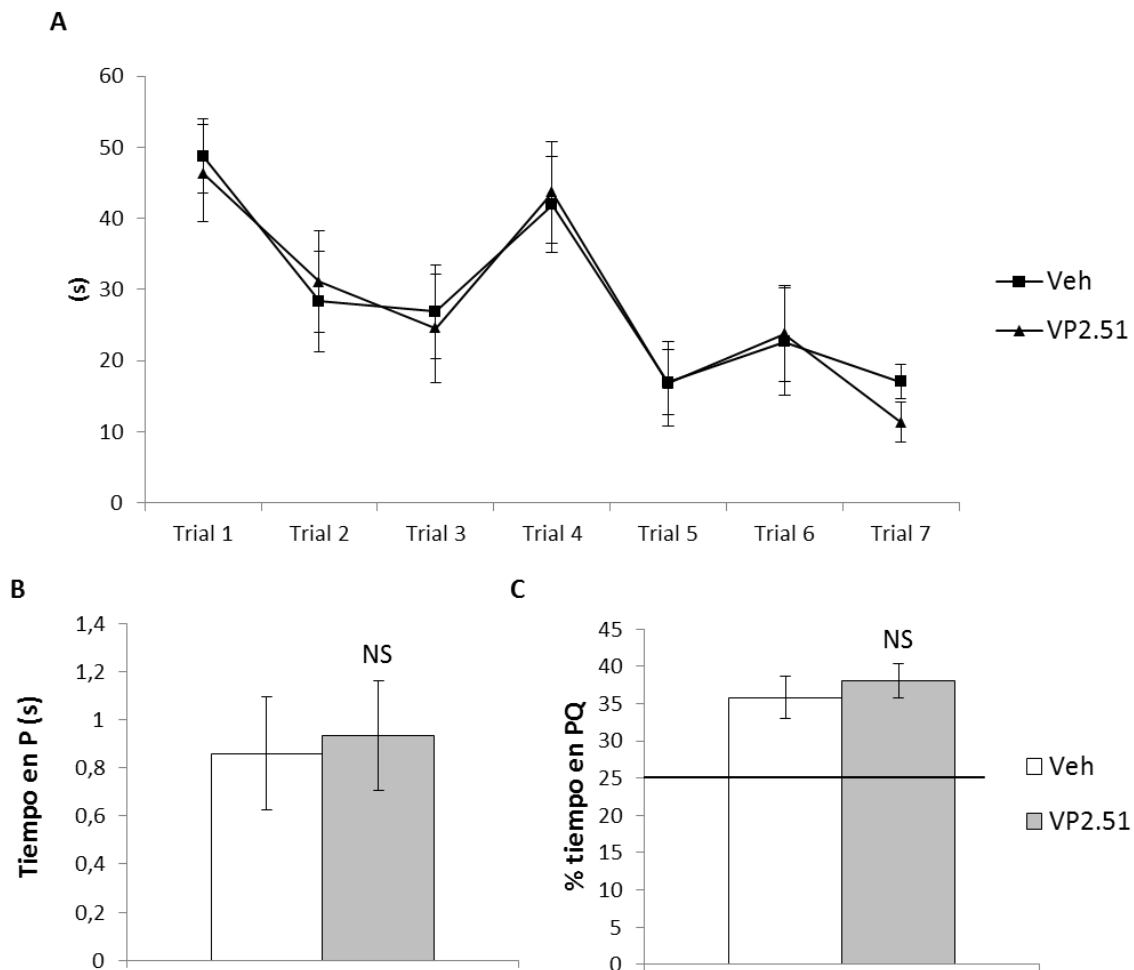 A
60
50
40
30
20
10
0
(s)
Trial 1 Trial 2 Trial 3 Trial 4 Trial 5 Trial 6 Trial 7
Veh
VP2.51
B
1,4
1,2
1
0,8
0,6
0,4
0,2
0
Tiempo en P (s)
NS
C
45
40
35
30
25
20
15
10
5
0
% tiempo en PQ
NS
Veh
VP2.51